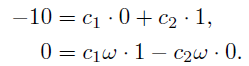 −10 = c₁ · 0 + c₂ · 1,
0 = c₁ω · 1 − c₂ω · 0.